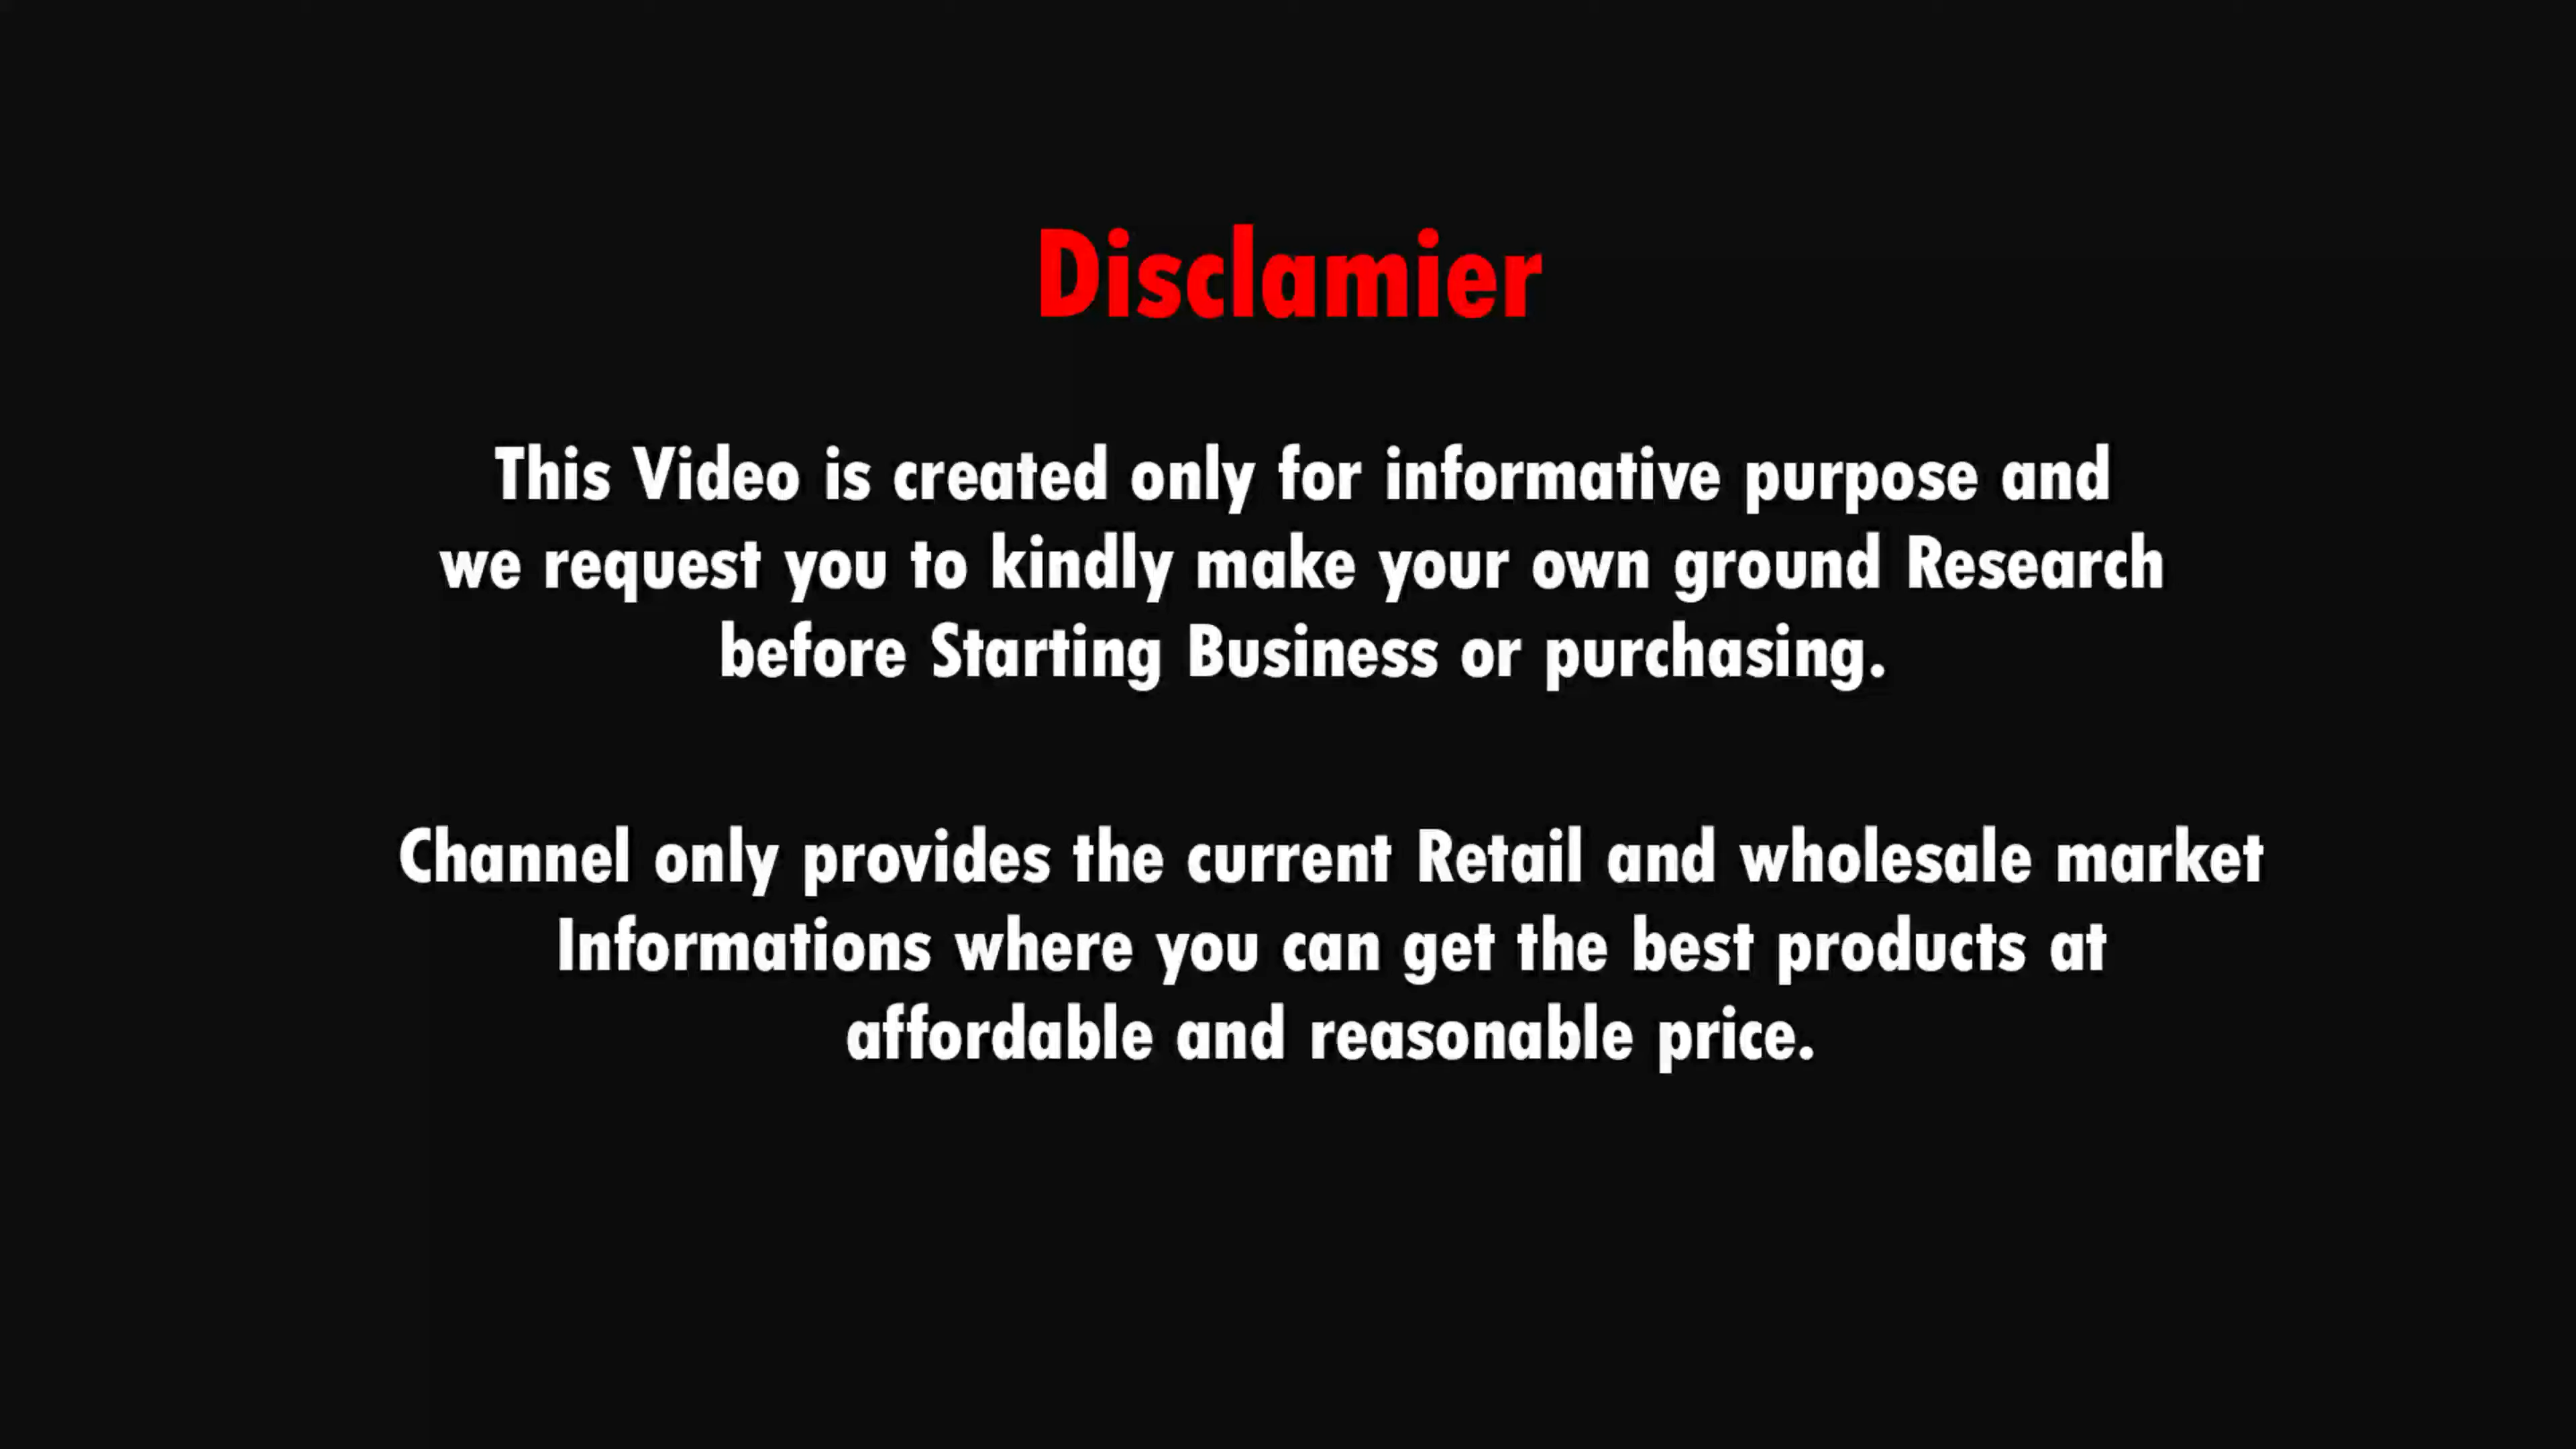 Disclamier
This Video is created only for informative purpose and
we request you to kindly make your own ground Research
before Starting Business or purchasing.
Channel only provides the current Retail and wholesale market
Informations where you can get the best products at
affordable and reasonable price.